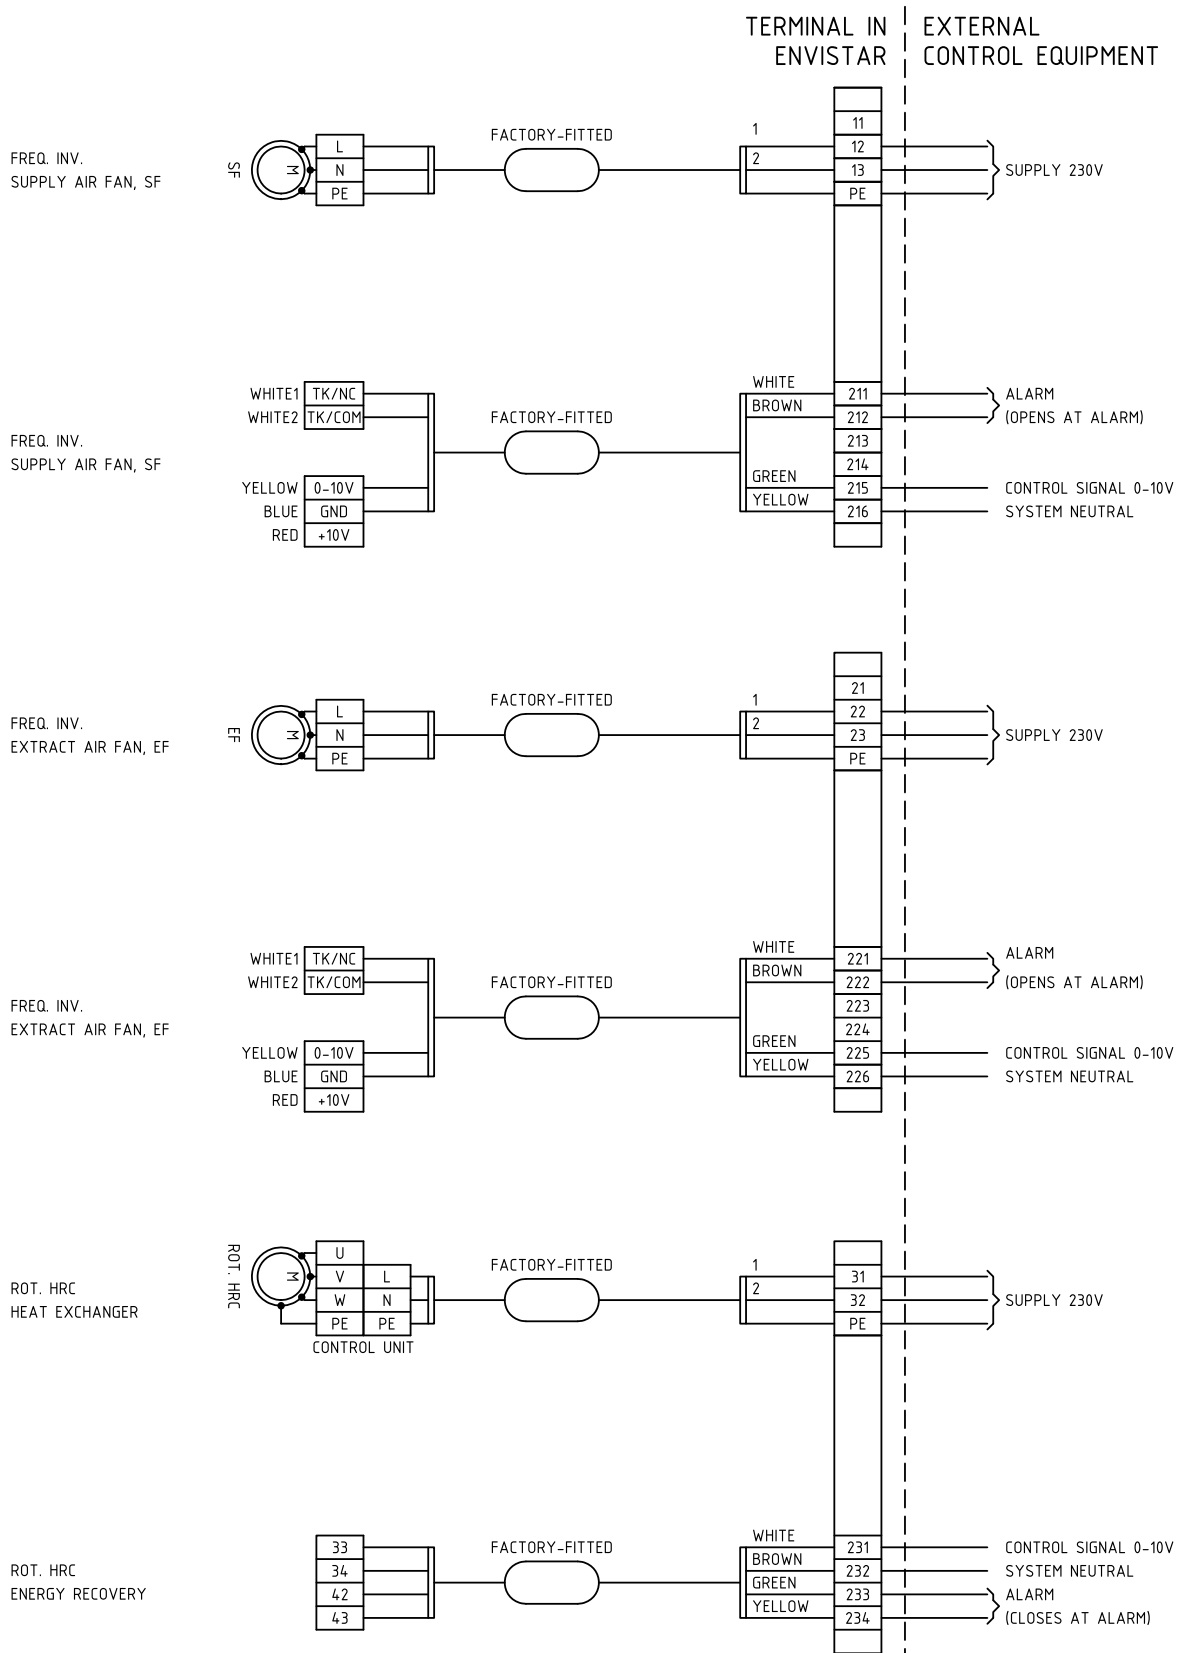 TERMINAL IN
ENVISTAR
EXTERNAL
CONTROL EQUIPMENT
FREQ. INV.
SUPPLY AIR FAN, SF
SF
M
L
N
PE
FACTORY-FITTED
1
2
11
12
13
PE
SUPPLY 230V
FREQ. INV.
SUPPLY AIR FAN, SF
WHITE1 TK/NC
WHITE2 TK/COM
YELLOW 0-10V
BLUE GND
RED +10V
FACTORY-FITTED
WHITE
BROWN
GREEN
YELLOW
211
212
213
214
215
216
ALARM
(OPENS AT ALARM)
CONTROL SIGNAL 0-10V
SYSTEM NEUTRAL
FREQ. INV.
EXTRACT AIR FAN, EF
EF
M
L
N
PE
FACTORY-FITTED
1
2
21
22
23
PE
SUPPLY 230V
FREQ. INV.
EXTRACT AIR FAN, EF
WHITE1 TK/NC
WHITE2 TK/COM
YELLOW 0-10V
BLUE GND
RED +10V
FACTORY-FITTED
WHITE
BROWN
GREEN
YELLOW
221
222
223
224
225
226
ALARM
(OPENS AT ALARM)
CONTROL SIGNAL 0-10V
SYSTEM NEUTRAL
ROT. HRC
HEAT EXCHANGER
ROT. HRC
M
U
V L
W N
PE PE
CONTROL UNIT
FACTORY-FITTED
1
2
31
32
PE
SUPPLY 230V
ROT. HRC
ENERGY RECOVERY
33
34
42
43
FACTORY-FITTED
WHITE
BROWN
GREEN
YELLOW
231
232
233
234
CONTROL SIGNAL 0-10V
SYSTEM NEUTRAL
ALARM
(CLOSES AT ALARM)